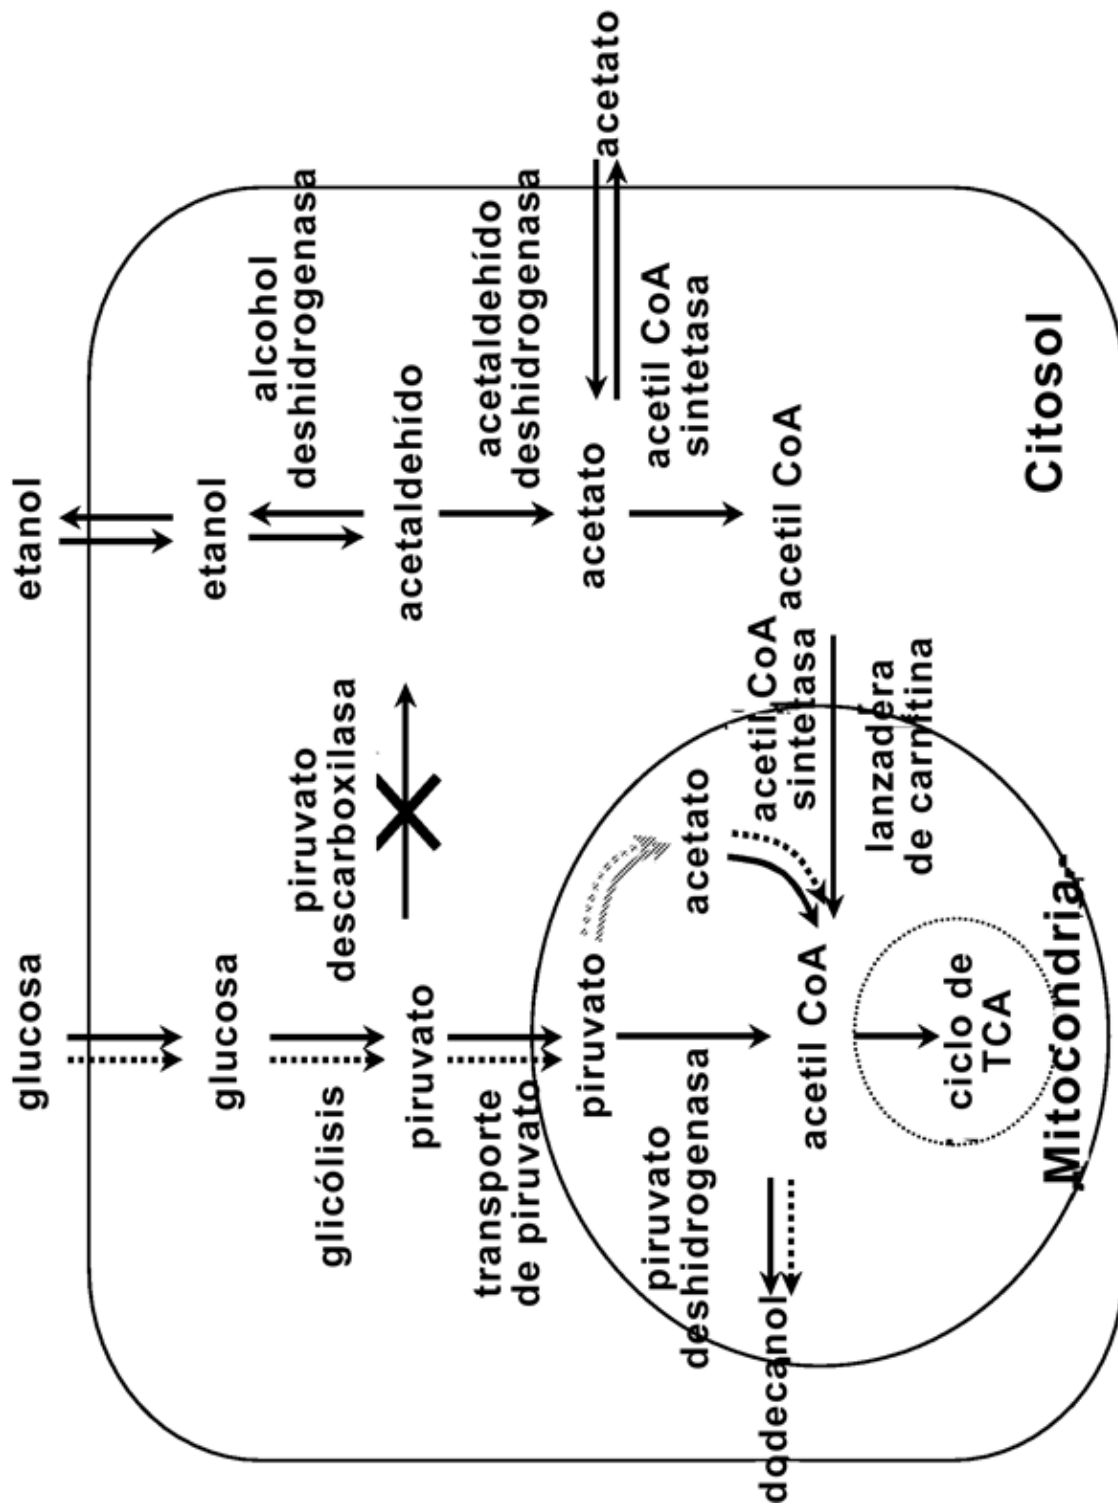 etanol
glucosa
etanol
glucosa
alcohol
deshidrogenasa
piruvato
descarboxilasa
glicólisis
acetaldehído
piruvato
acetaldehído
deshidrogenasa
transporte
de piruvato
acetato
acetato
piruvato
acetil CoA
sintetasa
acetato
piruvato
deshidrogenasa
acetil CoA
acetil CoA
sintetasa
acetil CoA
dodecanol
lanzadera
de carnitina
ciclo de
TCA
Citosol
Mitocondria